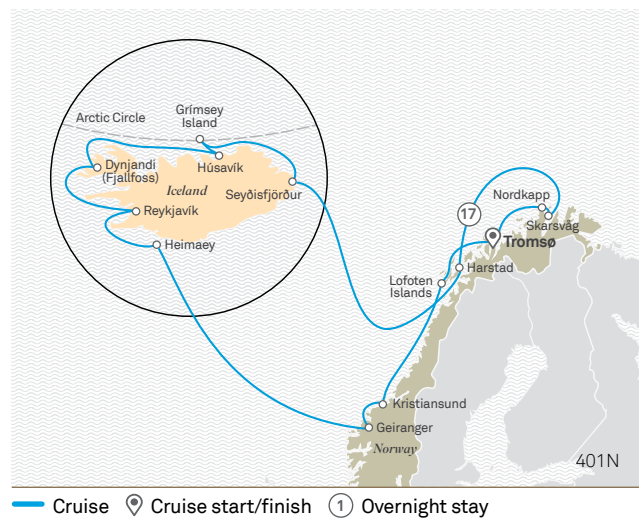 Grímsey
Island
Arctic Circle
Dynjandi
(Fjallfoss)
Húsavík
Iceland
Seyðisfjörður
Reykjavík
Heimaey
Nordkapp
17
Skarsvåg
Tromsø
Harstad
Lofoten
Islands
Kristiansund
Geiranger
Norway
401N
Cruise
Cruise start/finish
1
Overnight stay